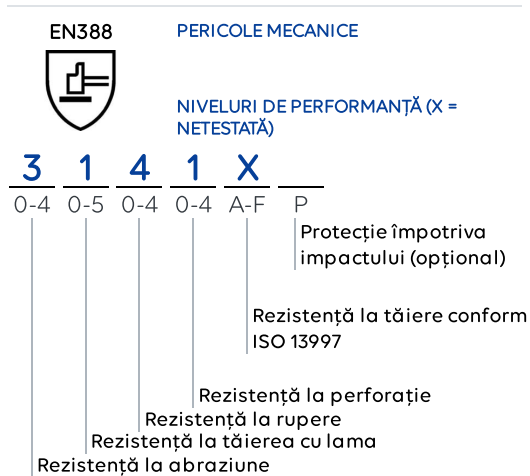 EN388
PERICOLE MECANICE
NIVELURI DE PERFORMANȚĂ (X =
NETESTATĂ)
3 1 4 1 X
0-4 0-5 0-4 0-4 A-F P
Protecție împotriva
impactului (opțional)
Rezistență la tăiere conform
ISO 13997
Rezistență la perforație
Rezistență la rupere
Rezistență la tăierea cu lama
Rezistență la abraziune